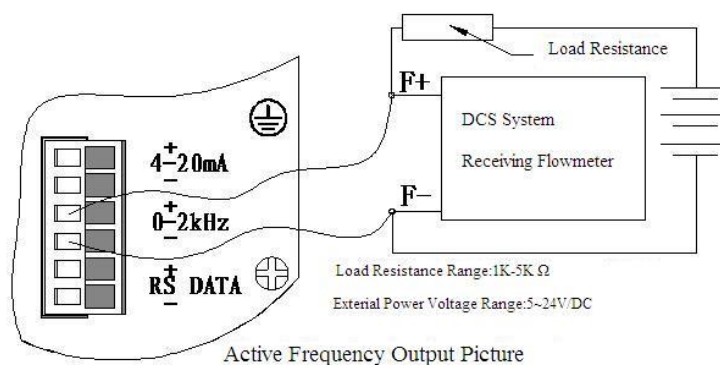 Load Resistance
F+
DCS System
Receiving Flowmeter
F-
+
4-20mA
-
+
0-2kHz
-
+
RS DATA
-
Load Resistance Range:1K-5K Ω
Exterial Power Voltage Range:5~24V/DC
Active Frequency Output Picture